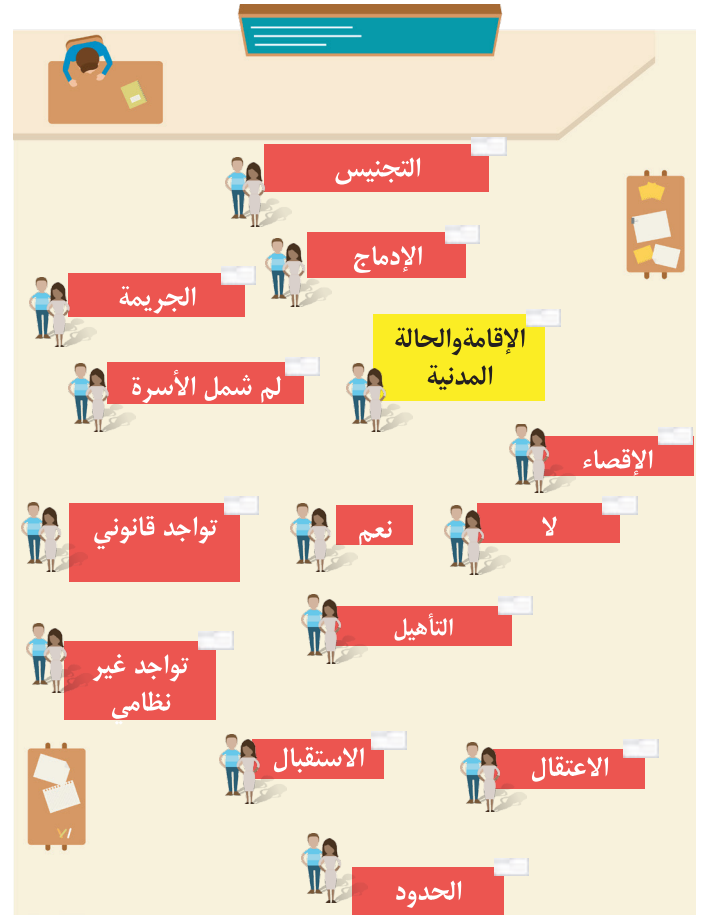 التجنيس
الإدماج
الجريمة
الإقامةوالحالة
المدنية
لم شمل الأسرة
الإقصاء
لا
نعم
تواجد قانوني
التأهيل
تواجد غير
نظامي
الاستقبال
الاعتقال
الحدود